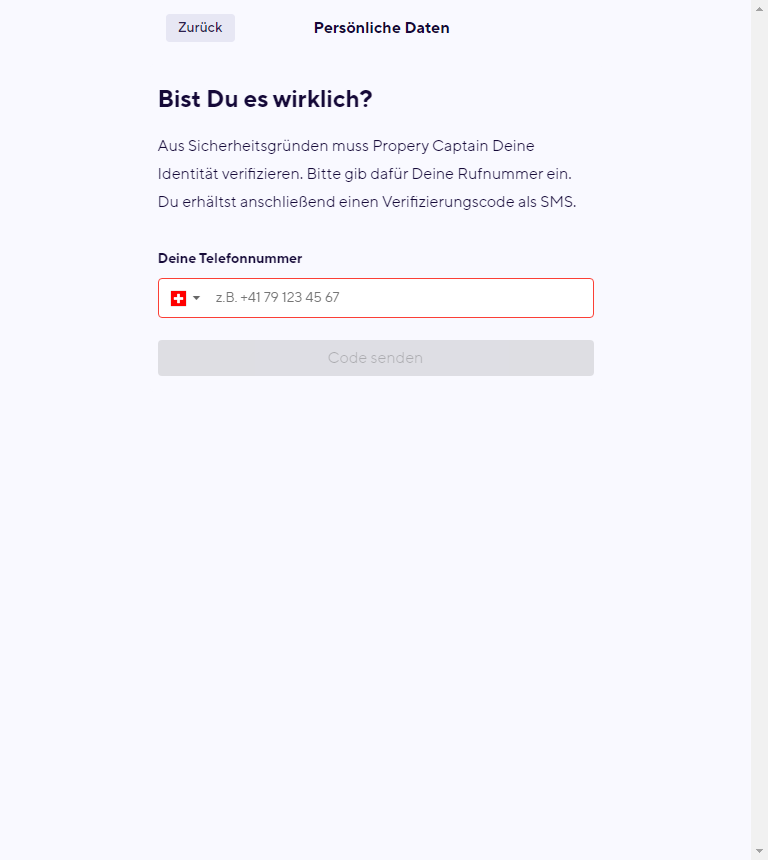 Zurück
Persönliche Daten
Bist Du es wirklich?
Aus Sicherheitsgründen muss Propery Captain Deine
Identität verifizieren. Bitte gib dafür Deine Rufnummer ein.
Du erhältst anschließend einen Verifizierungscode als SMS.
Deine Telefonnummer
z.B. +41 79 123 45 67
Code senden